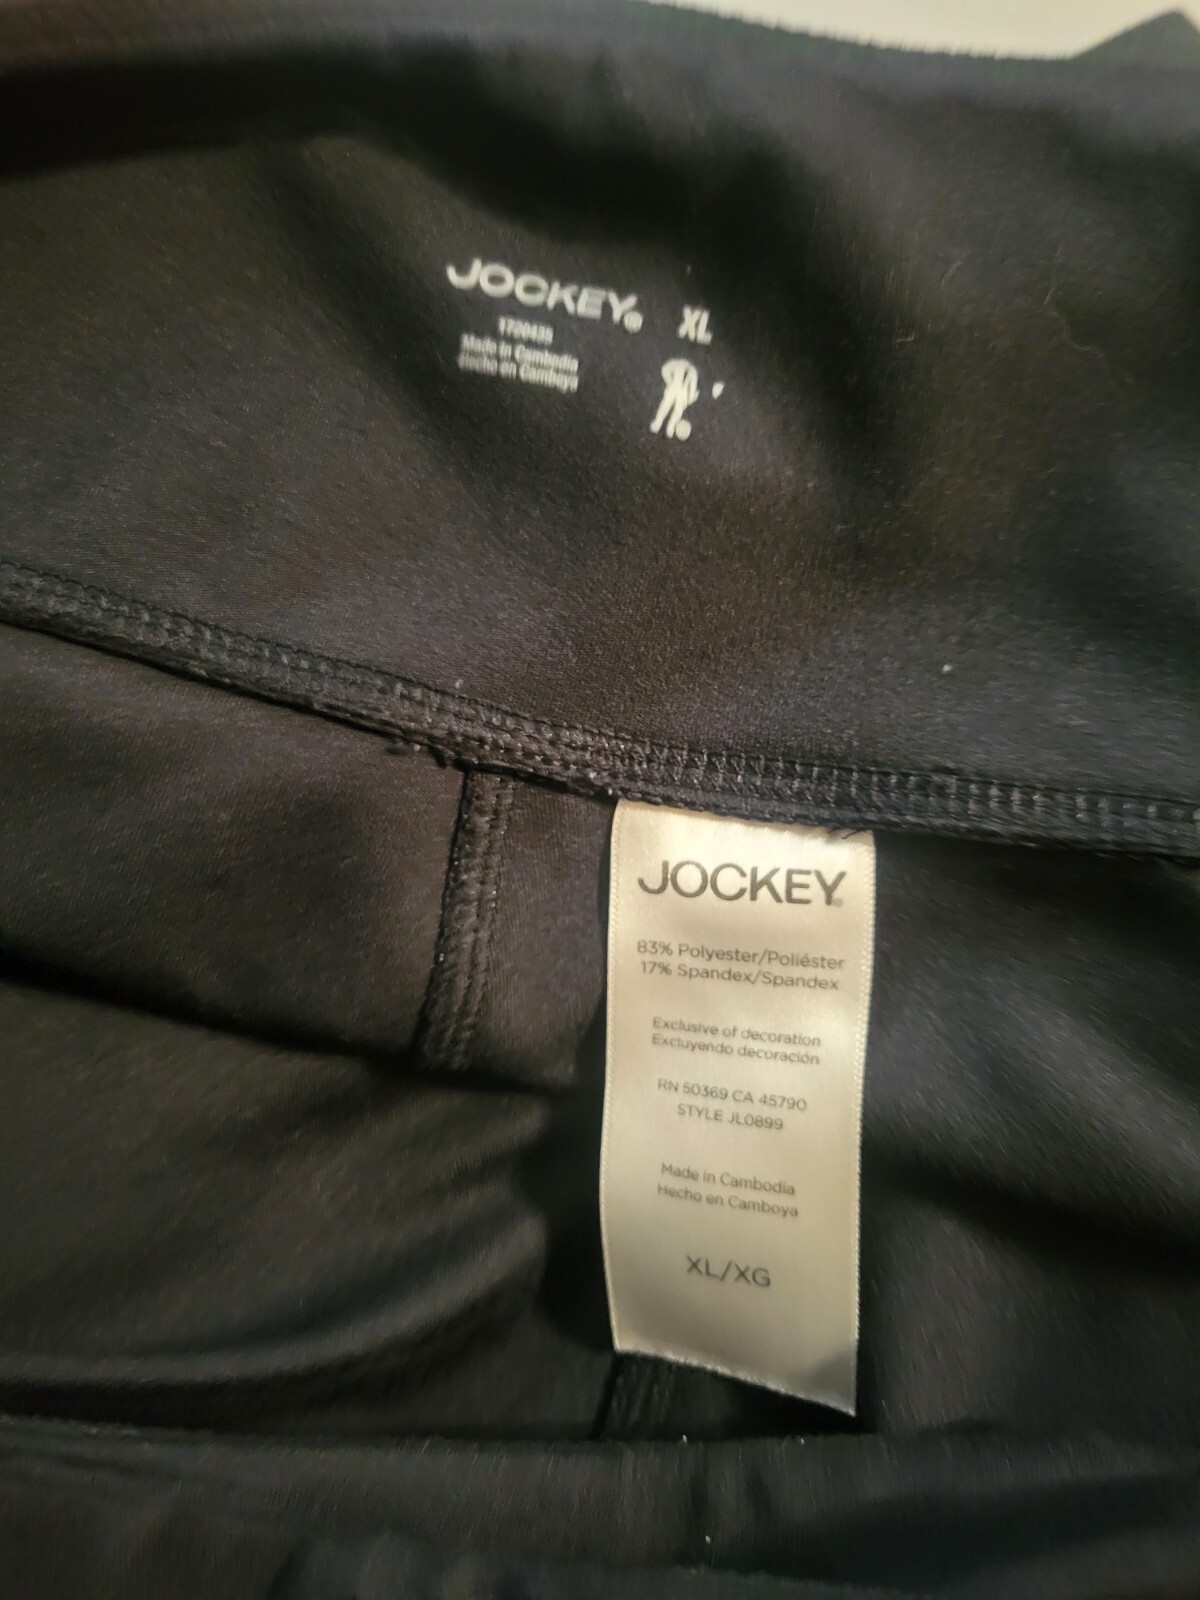 JOCKEY® XL
Made in Cambodia
Hecho en Camboya
JOCKEY®
83% Polyester/Poliéster
17% Spandex/Spandex
Exclusive of decoration
Excluyendo decoración
RN 50369 CA 45790
STYLE JL0899
Made in Cambodia
Hecho en Camboya
XL/XG